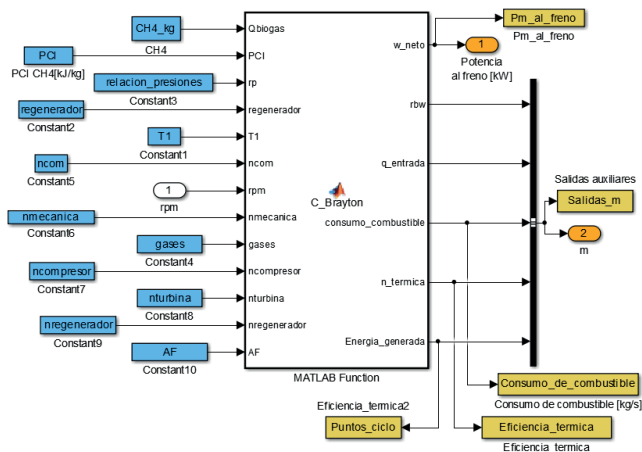 CH4_kg
CH4
PCI
PCI CH4[kJ/kg]
relacion_presiones
Constant3
regenerador
Constant2
T1
Constant1
ncom
Constant5
1
rpm
nmecanica
Constant6
gases
Constant4
ncompresor
Constant7
nturbina
Constant8
nregenerador
Constant9
AF
Constant10
Qbiogas
PCI
rp
regenerador
T1
ncom
rpm
nmecanica
gases
ncompresor
nturbina
nregenerador
AF
C_Brayton
w_neto
rbw
q_entrada
consumo_combustible
n_termica
Energia_generada
MATLAB Function
Pm_al_freno
Pm_al_freno
1
Potencia
al freno [kW]
Salidas auxiliares
Salidas_m
2
m
Consumo_de_combustible
Consumo de combustible [kg/s]
Eficiencia_termica2
Puntos_ciclo
Eficiencia_termica
Eficiencia termica